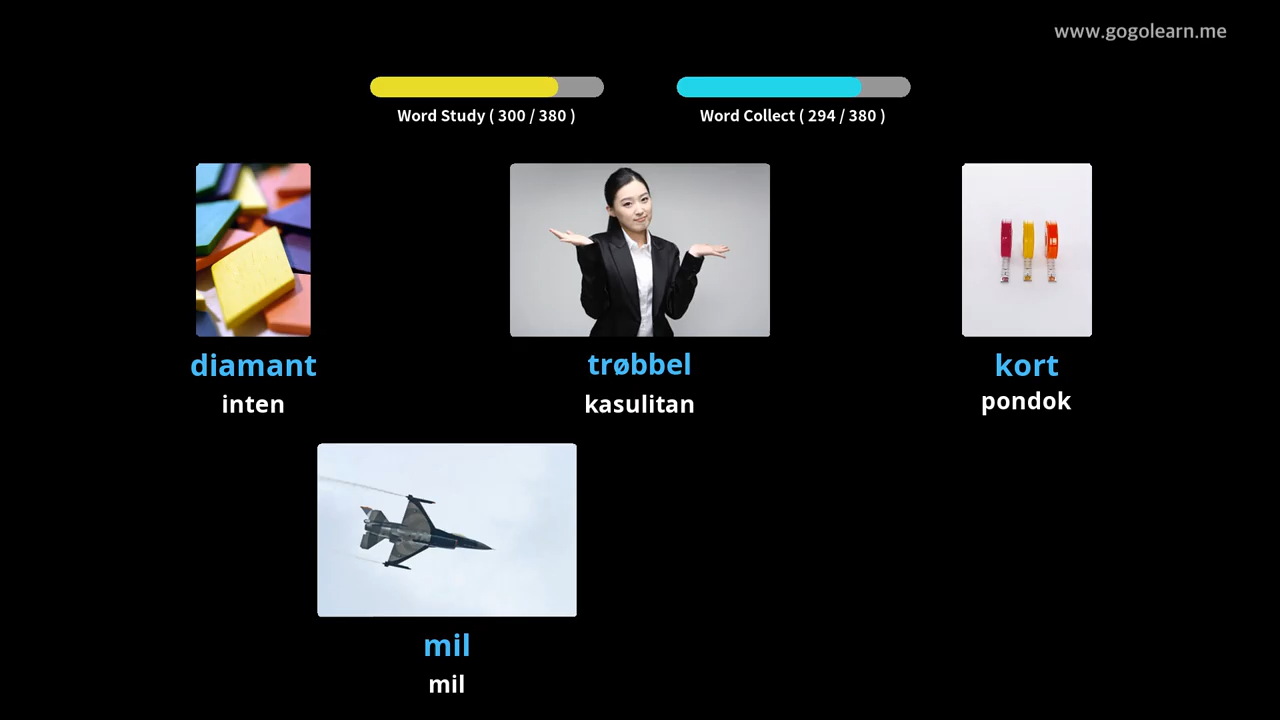 www.gogolearn.me
Word Study ( 300 / 380 )
Word Collect ( 294 / 380 )
diamant
inten
trøbbel
kasulitan
kort
pondok
mil
mil